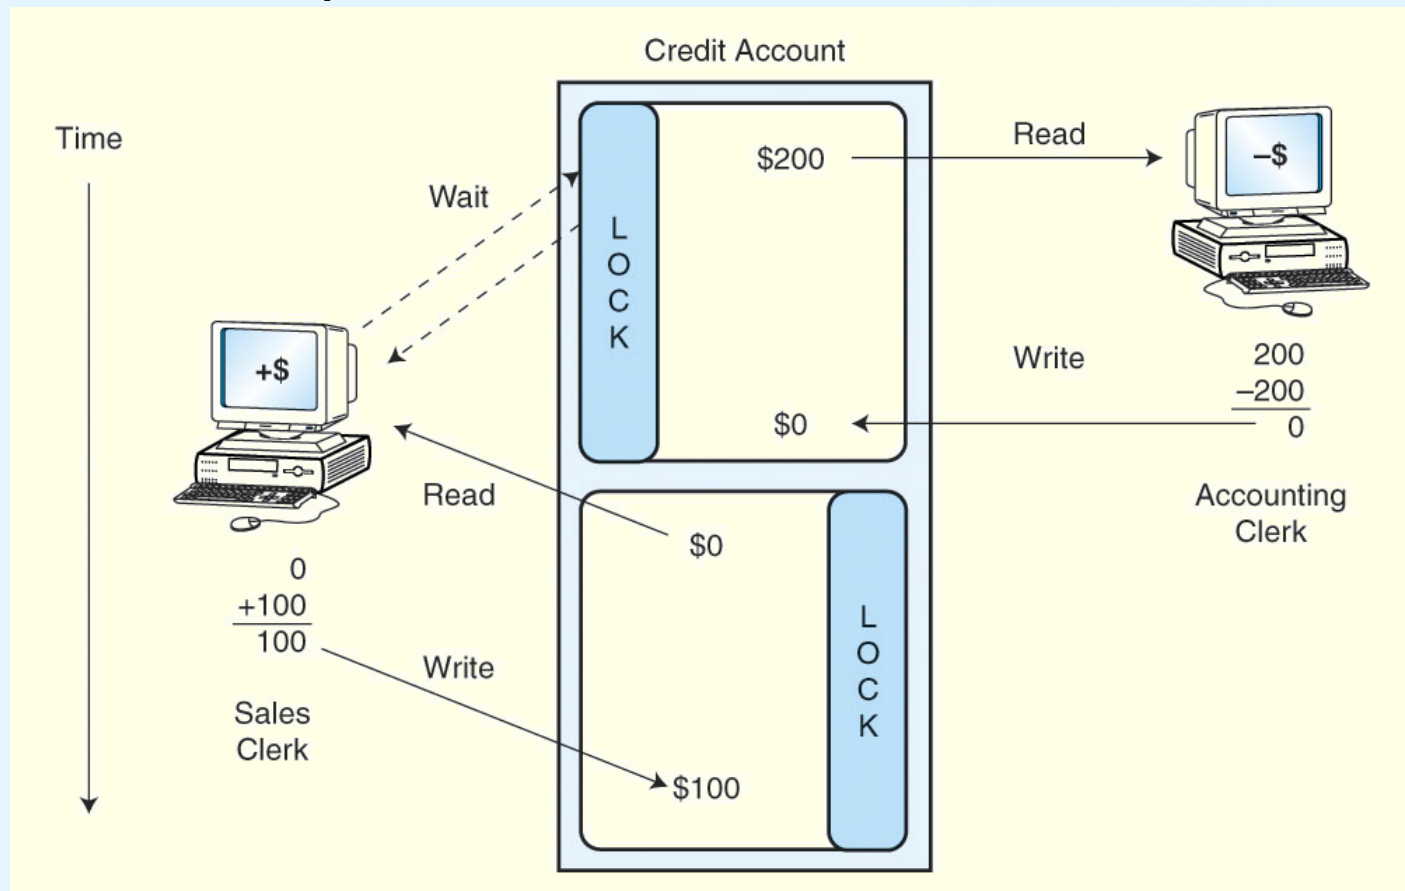 Credit Account
Time
$200
Read
–$
Wait
L
O
C
K
+$
Write
200
–200
0
$0
Read
Accounting
Clerk
$0
0
+100
100
Write
L
O
C
K
Sales
Clerk
$100